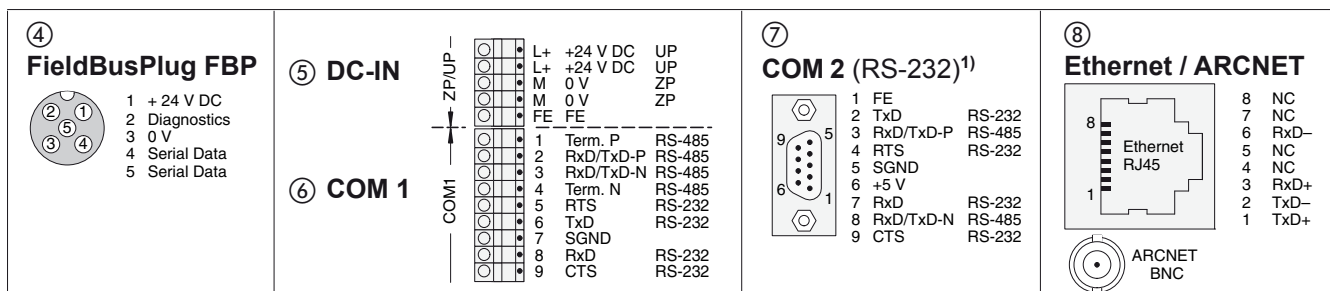 ④
FieldBusPlug FBP
2 1
5
3 4
1 + 24 V DC
2 Diagnostics
3 0 V
4 Serial Data
5 Serial Data
⑤ DC-IN
ZP/UP
L+ +24 V DC UP
L+ +24 V DC UP
M 0 V ZP
M 0 V ZP
FE FE
⑥ COM 1
COM1
1 Term. P RS-485
2 RxD/TxD-P RS-485
3 RxD/TxD-N RS-485
4 Term. N RS-485
5 RTS RS-232
6 TxD RS-232
7 SGND
8 RxD RS-232
9 CTS RS-232
⑦
COM 2 (RS-232)1)
9 5
6 1
1 FE
2 TxD RS-232
3 RxD/TxD-P RS-485
4 RTS RS-232
5 SGND
6 +5 V
7 RxD RS-232
8 RxD/TxD-N RS-485
9 CTS RS-232
⑧
Ethernet / ARCNET
8
Ethernet
RJ45
1
8 NC
7 NC
6 RxD–
5 NC
4 NC
3 RxD+
2 TxD–
1 TxD+
ARCNET
BNC